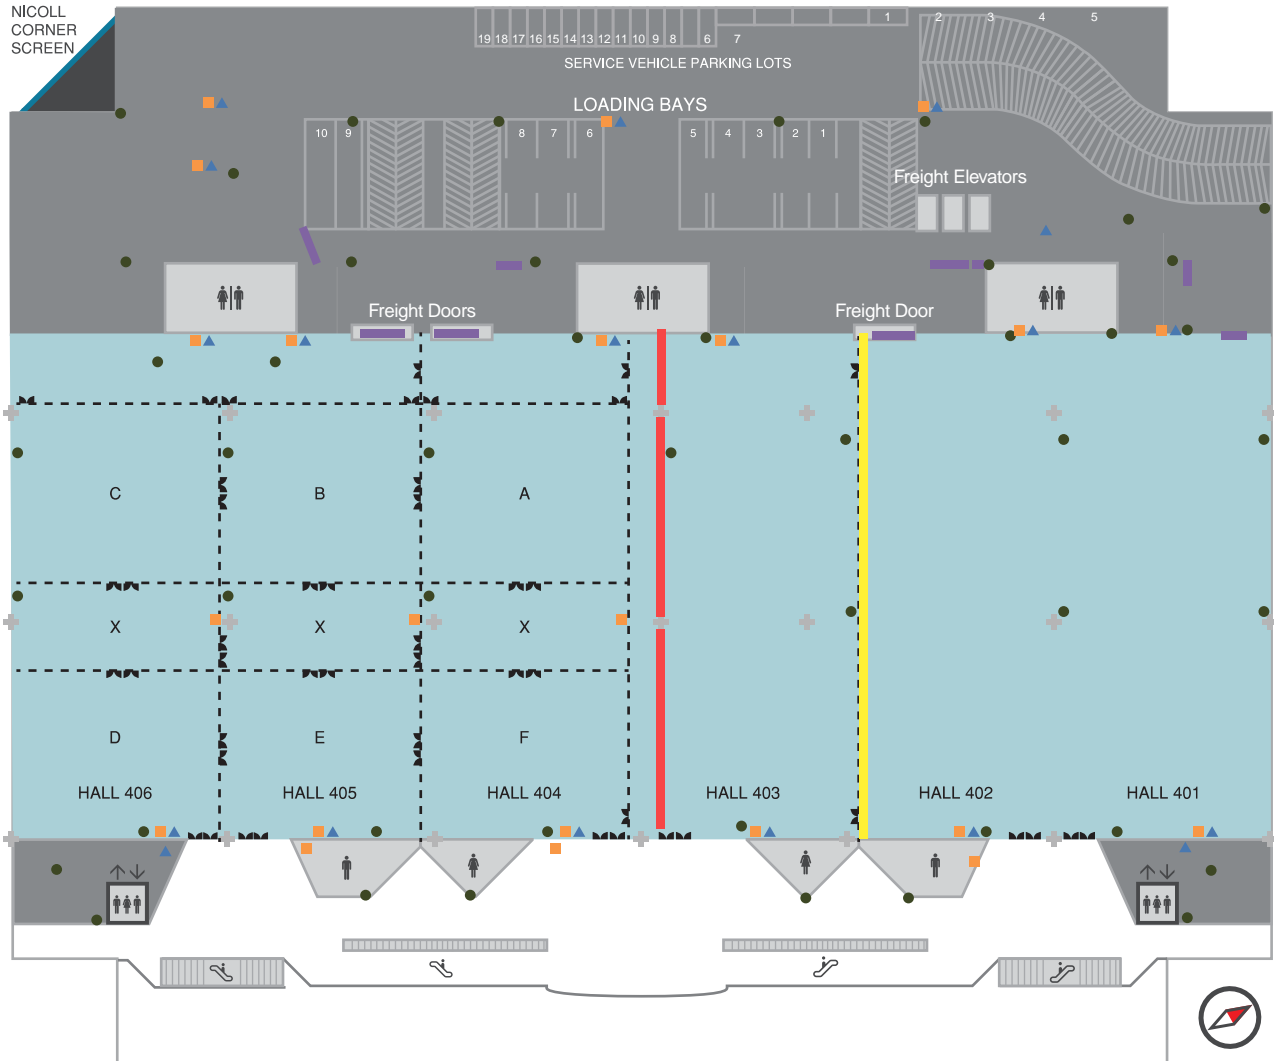 NICOLL
CORNER
SCREEN
1 2 3 4 5
19 18 17 16 15 14 13 12 11 10 9 8 6 7
SERVICE VEHICLE PARKING LOTS
LOADING BAYS
10 9 8 7 6 5 4 3 2 1
Freight Elevators
Freight Doors
Freight Door
C B A
X X X
D E F
HALL 406
HALL 405
HALL 404
HALL 403
HALL 402
HALL 401